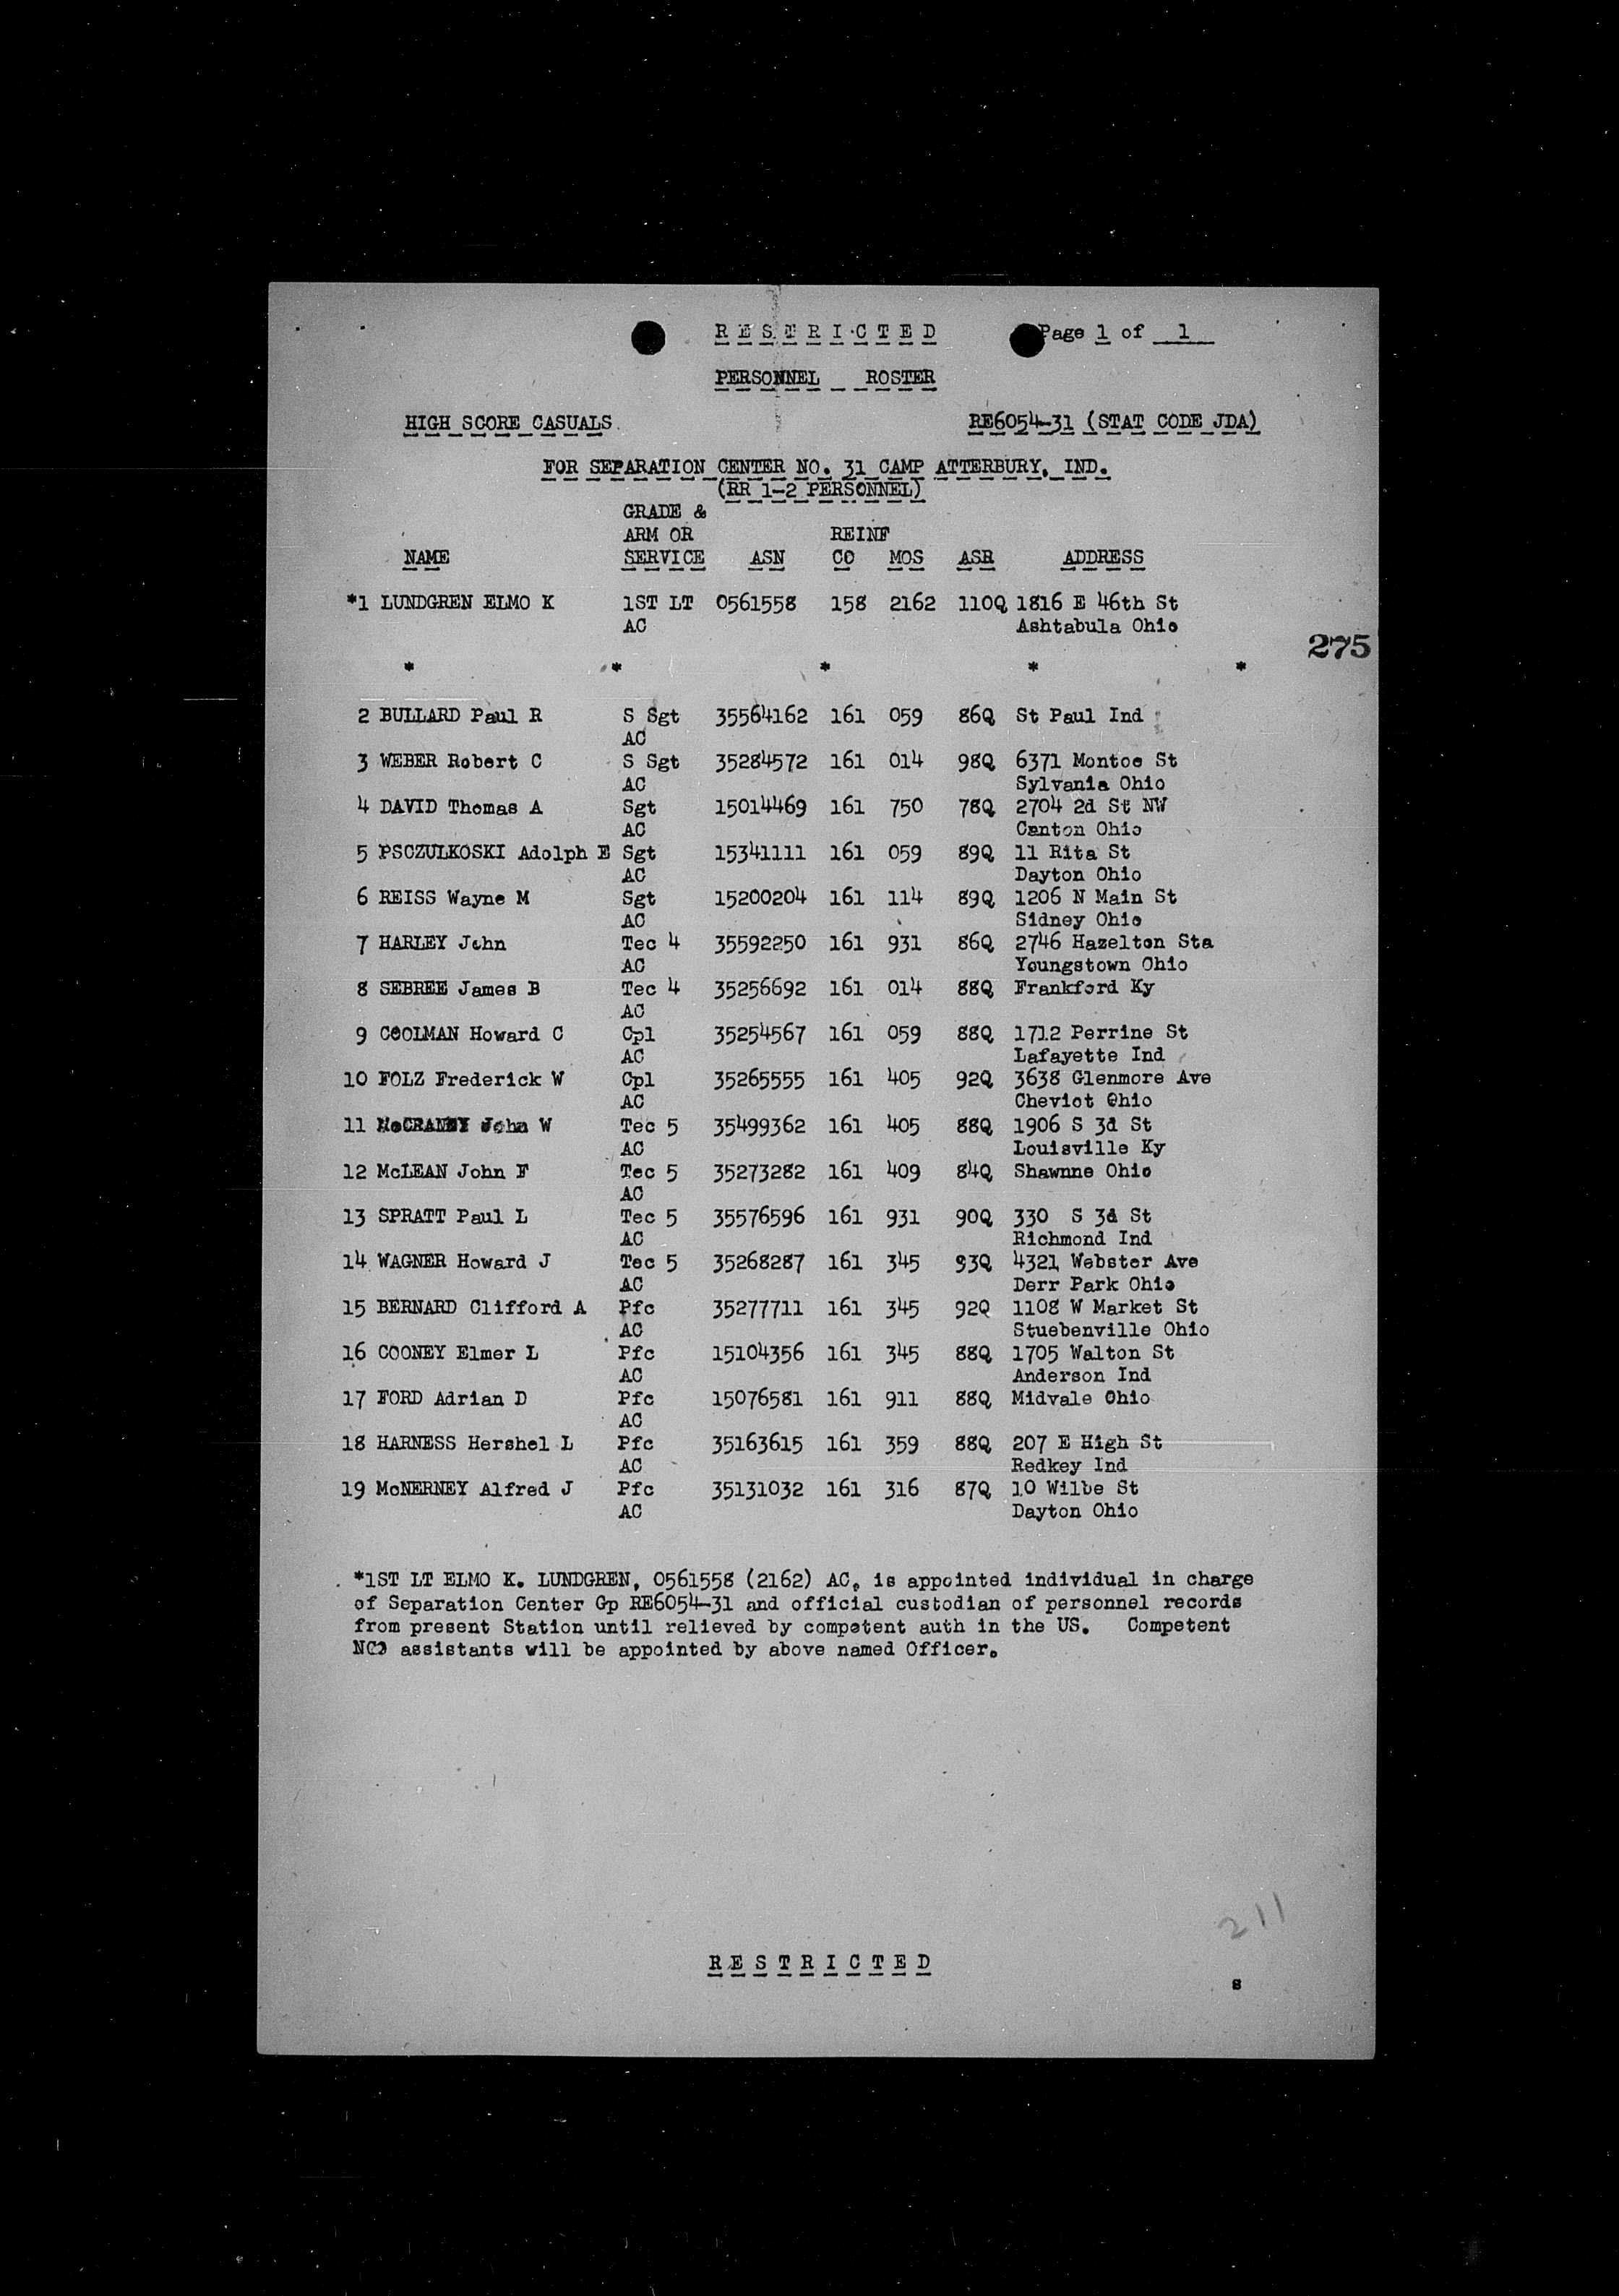 RESTRICTED Page 1 of 1
PERSONNEL ROSTER
HIGH SCORE CASUALS RE6054-31 (STAT CODE JDA)
FOR SEPARATION CENTER NO. 31 CAMP ATTERBURY, IND.
(RR 1-2 PERSONNEL)
GRADE &
ARM OR REINF
NAME SERVICE ASN CO MOS ASR ADDRESS
*1 LUNDGREN ELMO K 1ST LT 0561558 158 2162 110Q 1816 E 46th St
AC Ashtabula Ohio
275
* * * * *
2 BULLARD Paul R S Sgt 35564162 161 059 86Q St Paul Ind
AC
3 WEBER Robert C S Sgt 35284572 161 014 98Q 6371 Montoe St
AC Sylvania Ohio
4 DAVID Thomas A Sgt 15014469 161 750 78Q 2704 2d St NW
AC Canton Ohio
5 PSCZULKOSKI Adolph E Sgt 15341111 161 059 89Q 11 Rita St
AC Dayton Ohio
6 REISS Wayne M Sgt 15200204 161 114 89Q 1206 N Main St
AC Sidney Ohio
7 HARLEY John Tec 4 35592250 161 931 86Q 2746 Hazelton Sta
AC Youngstown Ohio
8 SEBREE James B Tec 4 35256692 161 014 88Q Frankford Ky
AC
9 COOLMAN Howard C Cpl 35254567 161 059 88Q 1712 Perrine St
AC Lafayette Ind
10 FOLZ Frederick W Cpl 35265555 161 405 92Q 3638 Glenmore Ave
AC Cheviot Ohio
11 John W Tec 5 35499362 161 405 88Q 1906 S 3d St
AC Louisville Ky
12 McLEAN John F Tec 5 35273282 161 409 84Q Shawnne Ohio
AC
13 SPRATT Paul L Tec 5 35576596 161 931 90Q 330 S 3d St
AC Richmond Ind
14 WAGNER Howard J Tec 5 35268287 161 345 93Q 4321 Webster Ave
AC Derr Park Ohio
15 BERNARD Clifford A Pfc 35277711 161 345 92Q 1108 W Market St
AC Stuebenville Ohio
16 COONEY Elmer L Pfc 15104356 161 345 88Q 1705 Walton St
AC Anderson Ind
17 FORD Adrian D Pfc 15076581 161 911 88Q Midvale Ohio
AC
18 HARNESS Hershel L Pfc 35163615 161 359 88Q 207 E High St
AC Redkey Ind
19 McNERNEY Alfred J Pfc 35131032 161 316 87Q 10 Wilbe St
AC Dayton Ohio
*1ST LT ELMO K. LUNDGREN, 0561558 (2162) AC, is appointed individual in charge
of Separation Center Gp RE6054-31 and official custodian of personnel records
from present Station until relieved by competent auth in the US. Competent
NCO assistants will be appointed by above named Officer.
211
RESTRICTED
s